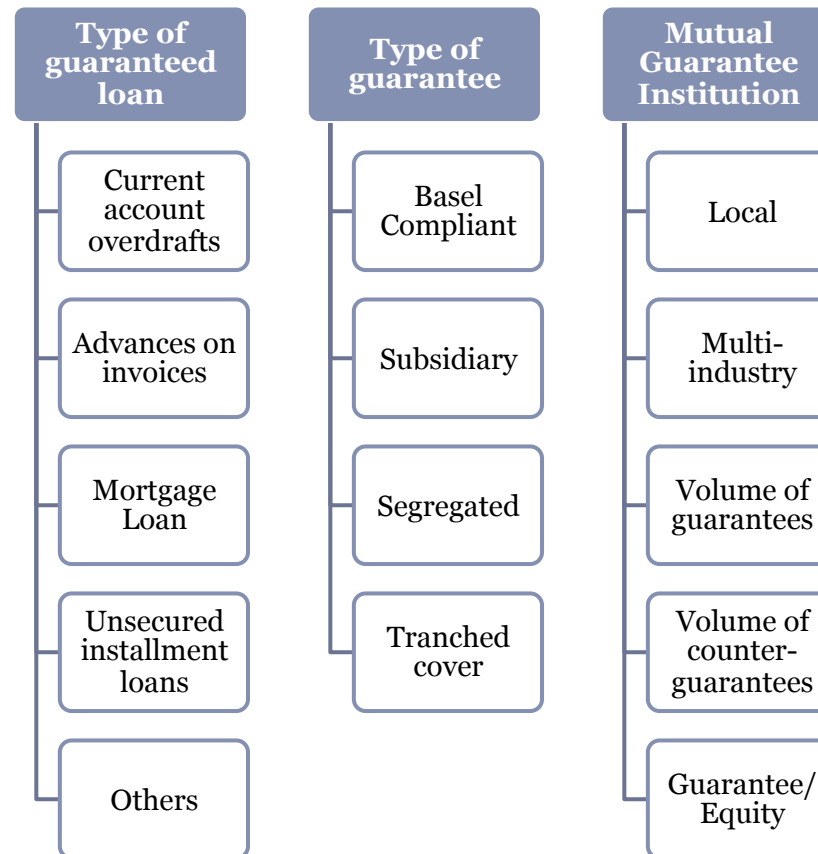 Type of
guaranteed
loan
Current
account
overdrafts
Advances on
invoices
Mortgage
Loan
Unsecured
installment
loans
Others
Type of
guarantee
Basel
Compliant
Subsidiary
Segregated
Tranched
cover
Mutual
Guarantee
Institution
Local
Multi-
industry
Volume of
guarantees
Volume of
counter-
guarantees
Guarantee/
Equity